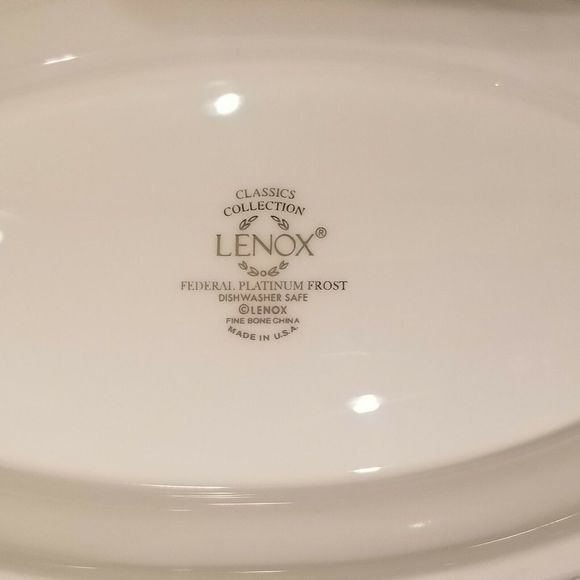 CLASSICS
COLLECTION
LENOX®
FEDERAL PLATINUM FROST
DISHWASHER SAFE
©LENOX
FINE BONE CHINA
MADE IN U.S.A.